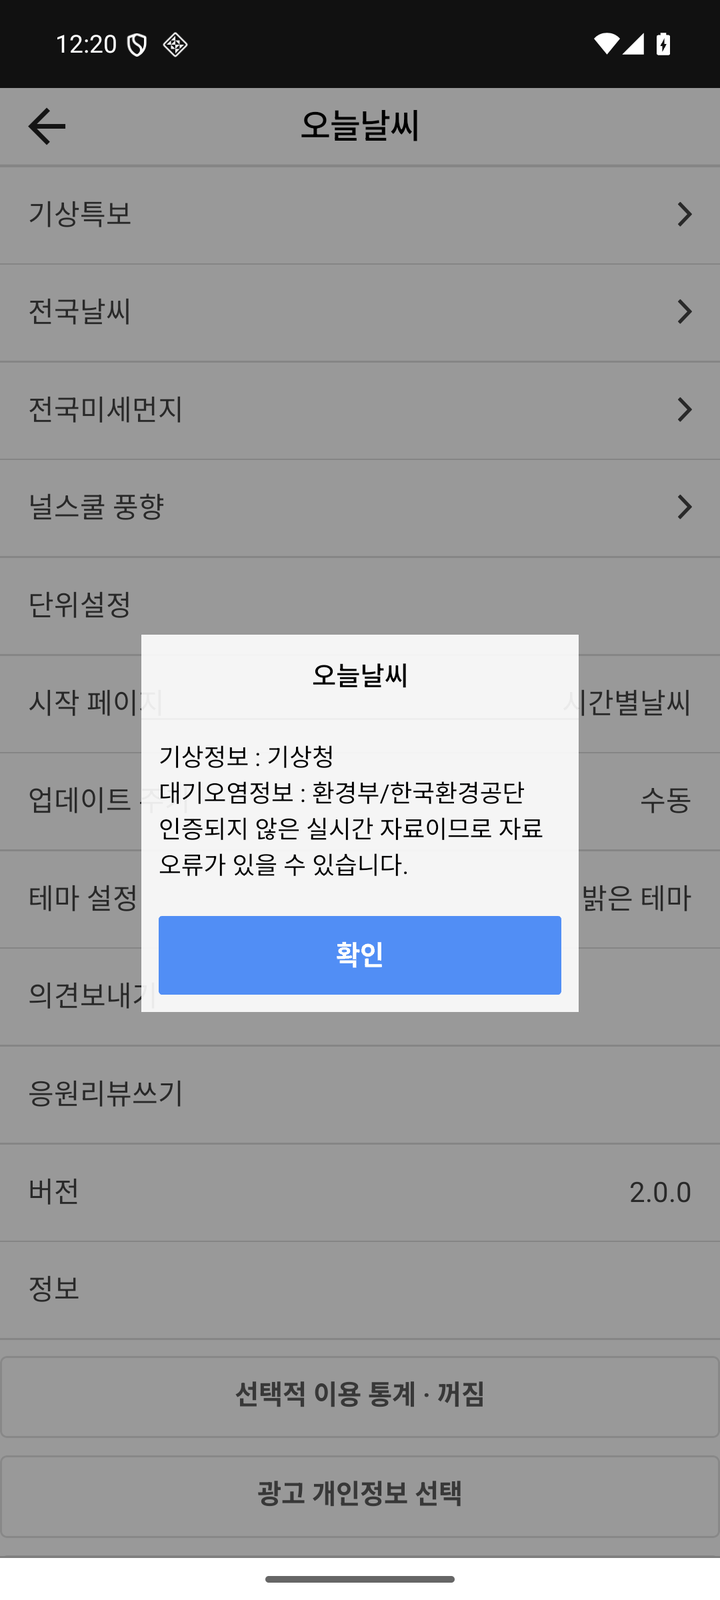 12:20
오늘날씨
기상특보
전국날씨
전국미세먼지
널스쿨 풍향
단위설정
시작 페이지 시간별날씨
업데이트 주기 수동
테마 설정 밝은 테마
의견보내기
오늘날씨
기상정보 : 기상청
대기오염정보 : 환경부/한국환경공단
인증되지 않은 실시간 자료이므로 자료
오류가 있을 수 있습니다.
확인
응원리뷰쓰기
버전 2.0.0
정보
선택적 이용 통계 · 꺼짐
광고 개인정보 선택